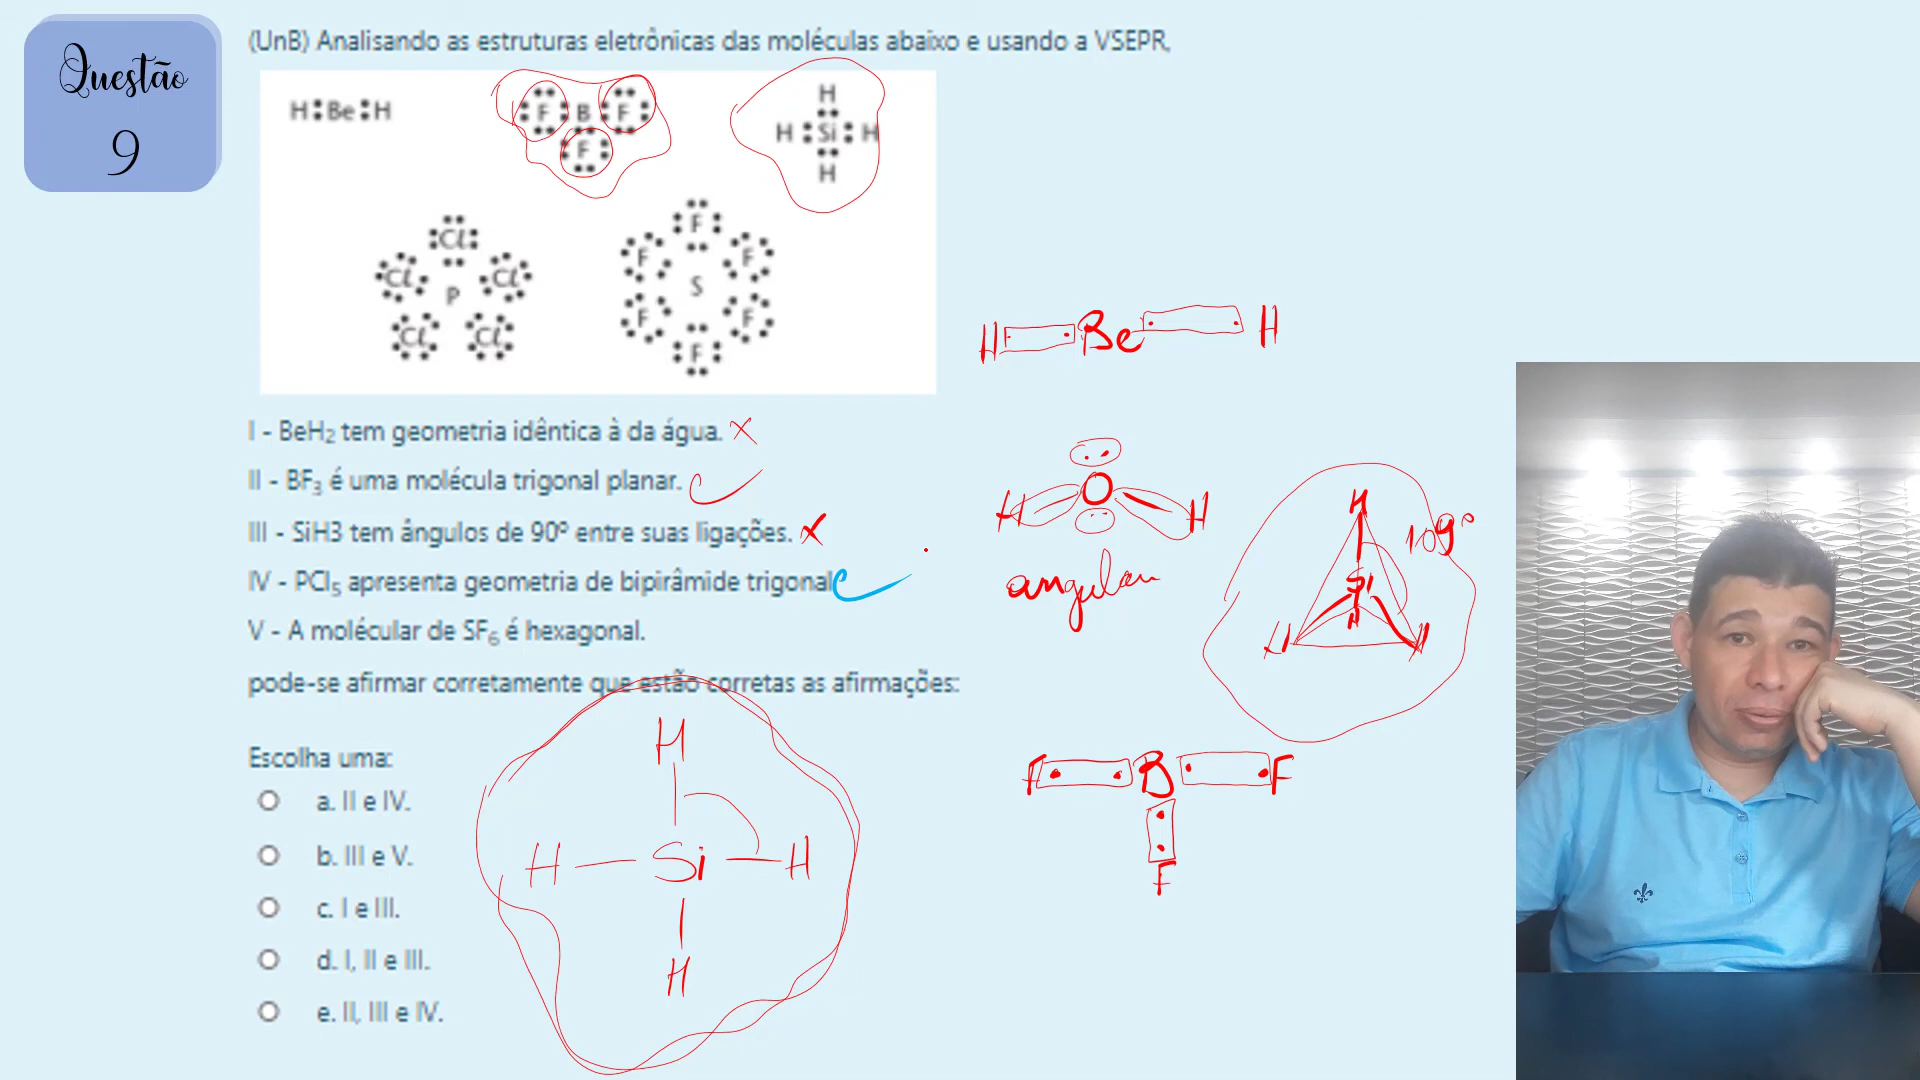 Questão
9
(UnB) Analisando as estruturas eletrônicas das moléculas abaixo e usando a VSEPR,
H:Be:H
F B F
F
H
H:Si:H
H
Cl
Cl Cl
P
Cl Cl
F
F F
S
F F
F
H Be H
I - BeH₂ tem geometria idêntica à da água. X
II - BF₃ é uma molécula trigonal planar.
III - SiH3 tem ângulos de 90º entre suas ligações. X
IV - PCl₅ apresenta geometria de bipirâmide trigonal
V - A molécular de SF₆ é hexagonal.
pode-se afirmar corretamente que estão corretas as afirmações:
H O H
angular
H
109°
Si
H
H H
Escolha uma:
a. II e IV.
b. III e V.
c. I e III.
d. I, II e III.
e. II, III e IV.
H
H Si H
H
F B F
F